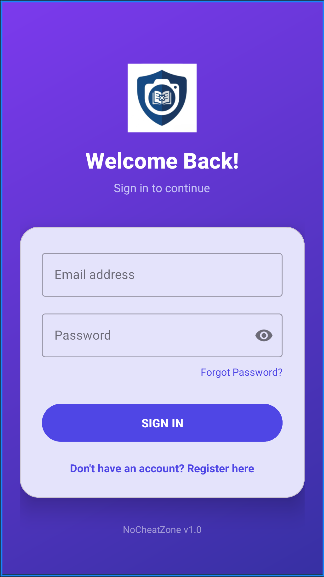 Welcome Back!
Sign in to continue
Email address
Password
Forgot Password?
SIGN IN
Don't have an account? Register here
NoCheatZone v1.0